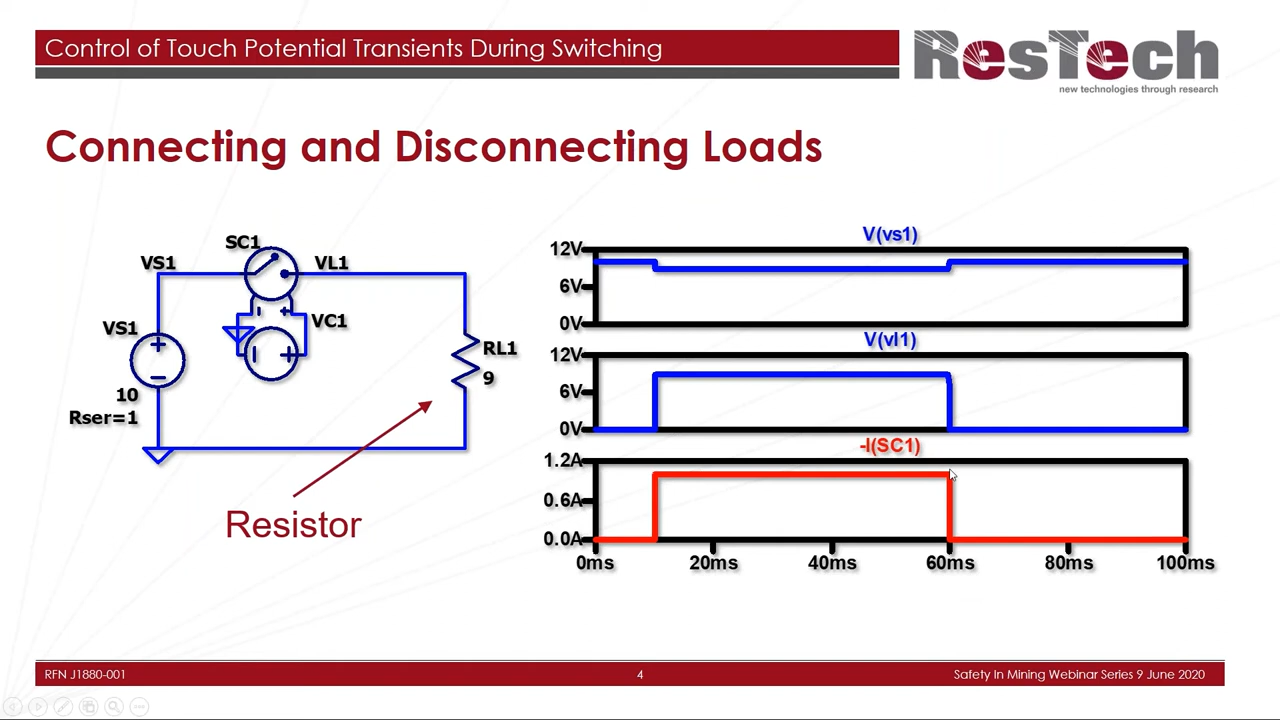 Control of Touch Potential Transients During Switching
ResTech
new technologies through research
Connecting and Disconnecting Loads
SC1
VS1
VL1
VC1
VS1
10
Rser=1
RL1
9
Resistor
V(vs1)
12V
6V
0V
V(vl1)
12V
6V
0V
-I(SC1)
1.2A
0.6A
0.0A
0ms 20ms 40ms 60ms 80ms 100ms
RFN J1880-001
4
Safety In Mining Webinar Series 9 June 2020